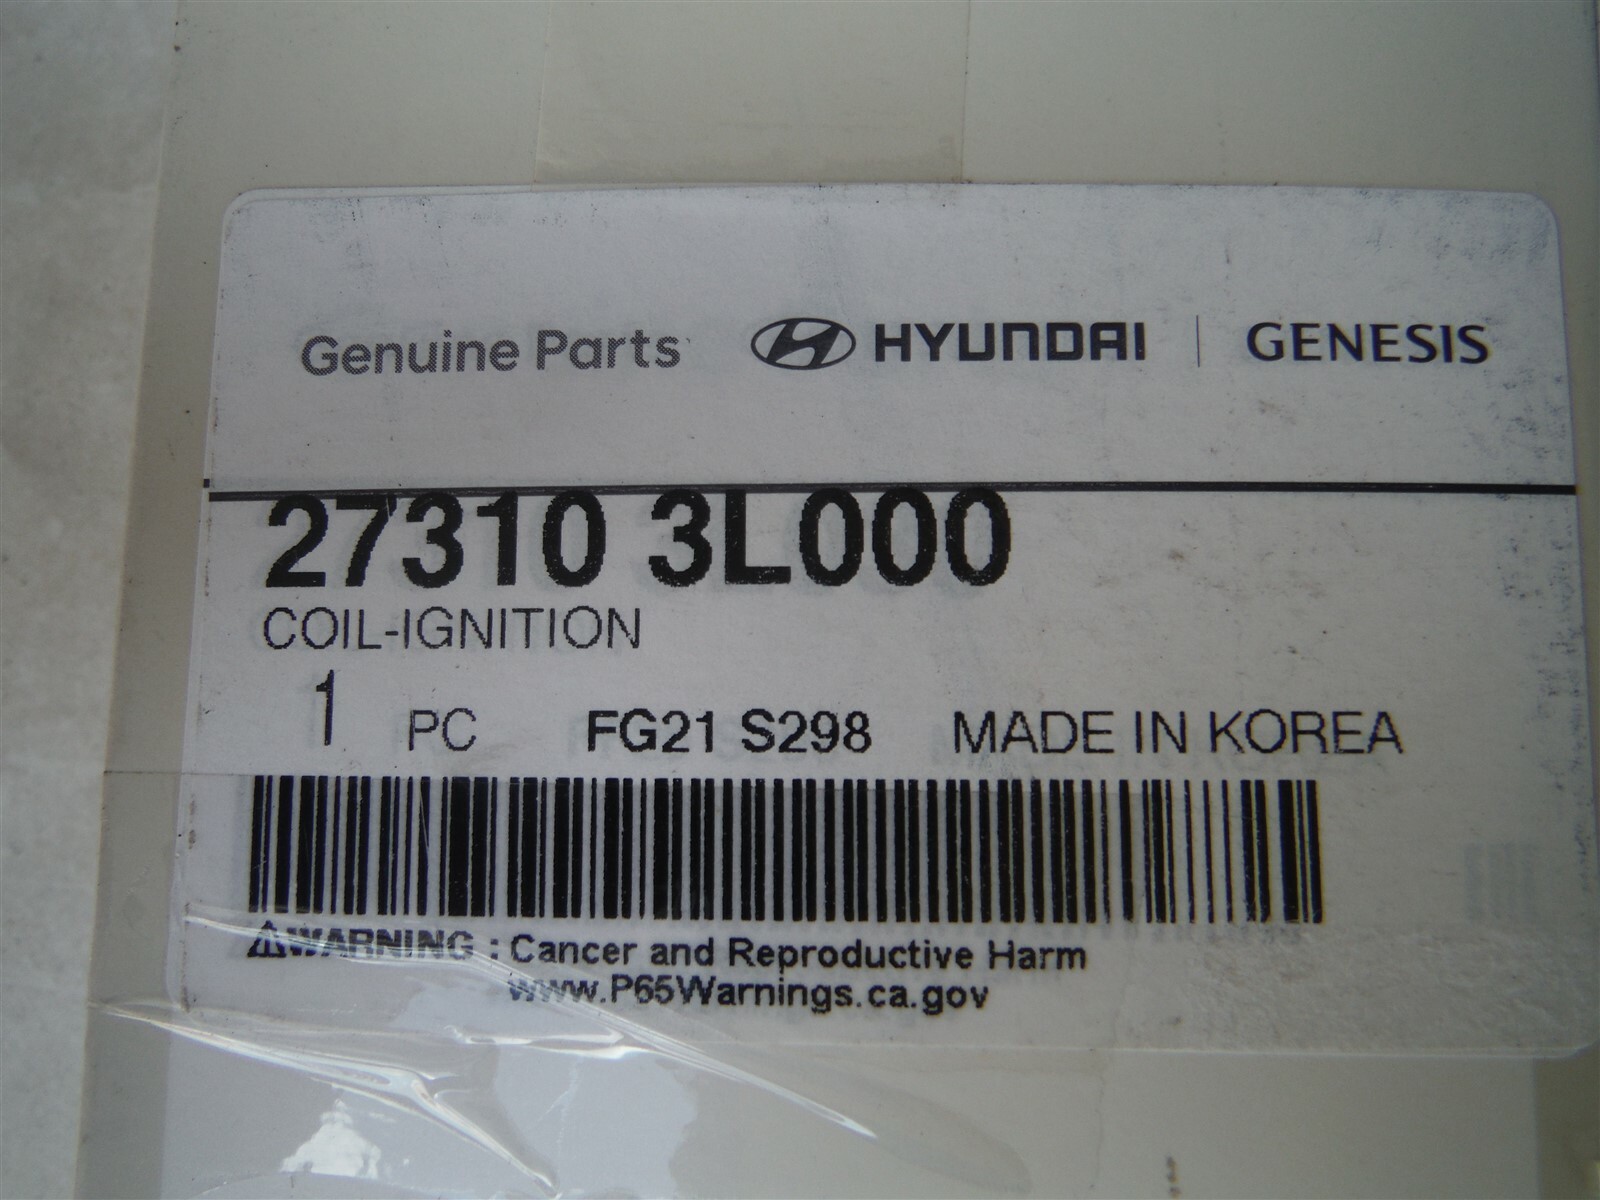 Genuine Parts HYUNDAI | GENESIS
27310 3L000
COIL-IGNITION
1 PC FG21 S298 MADE IN KOREA
⚠WARNING : Cancer and Reproductive Harm
www.P65Warnings.ca.gov